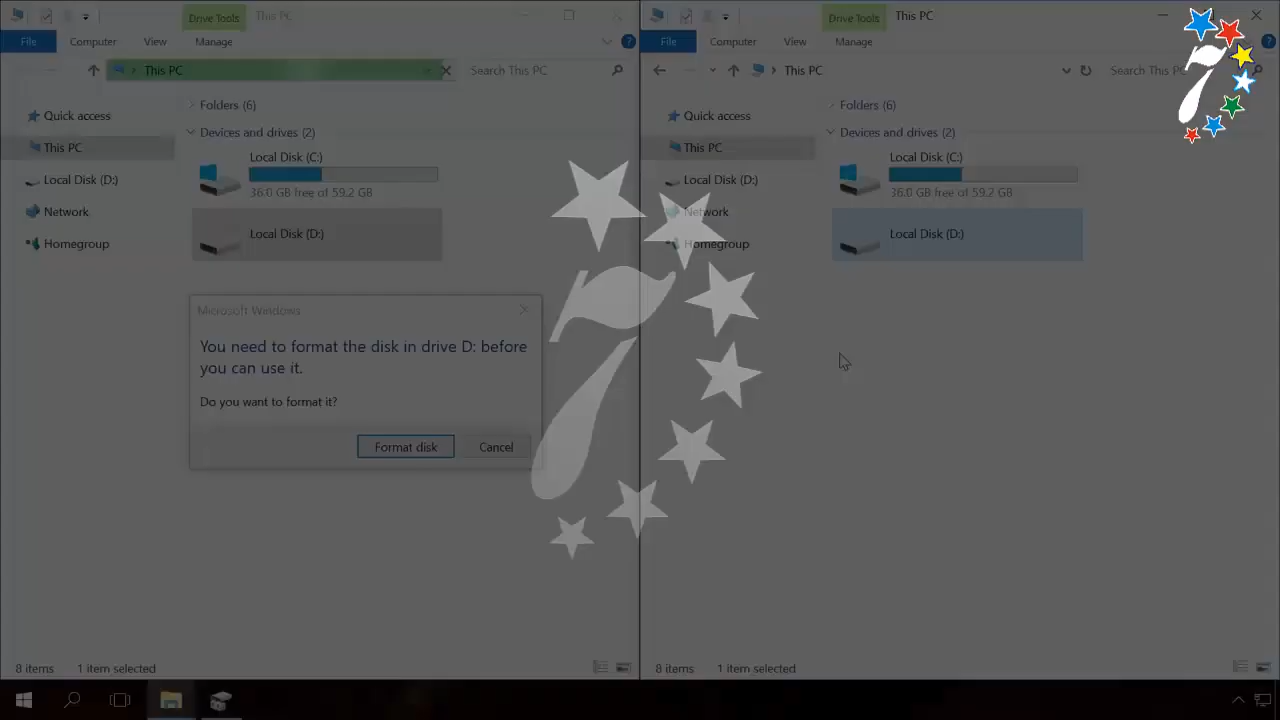 Drive Tools
This PC
File
Computer
View
Manage
This PC
Search This PC
Quick access
This PC
Local Disk (D:)
Network
Homegroup
Folders (6)
Devices and drives (2)
Local Disk (C:)
36.0 GB free of 59.2 GB
Local Disk (D:)
Microsoft Windows
You need to format the disk in drive D: before
you can use it.
Do you want to format it?
Format disk
Cancel
8 items
1 item selected
Drive Tools
This PC
File
Computer
View
Manage
This PC
Search This PC
Quick access
This PC
Local Disk (D:)
Network
Homegroup
Folders (6)
Devices and drives (2)
Local Disk (C:)
36.0 GB free of 59.2 GB
Local Disk (D:)
8 items
1 item selected
7
7